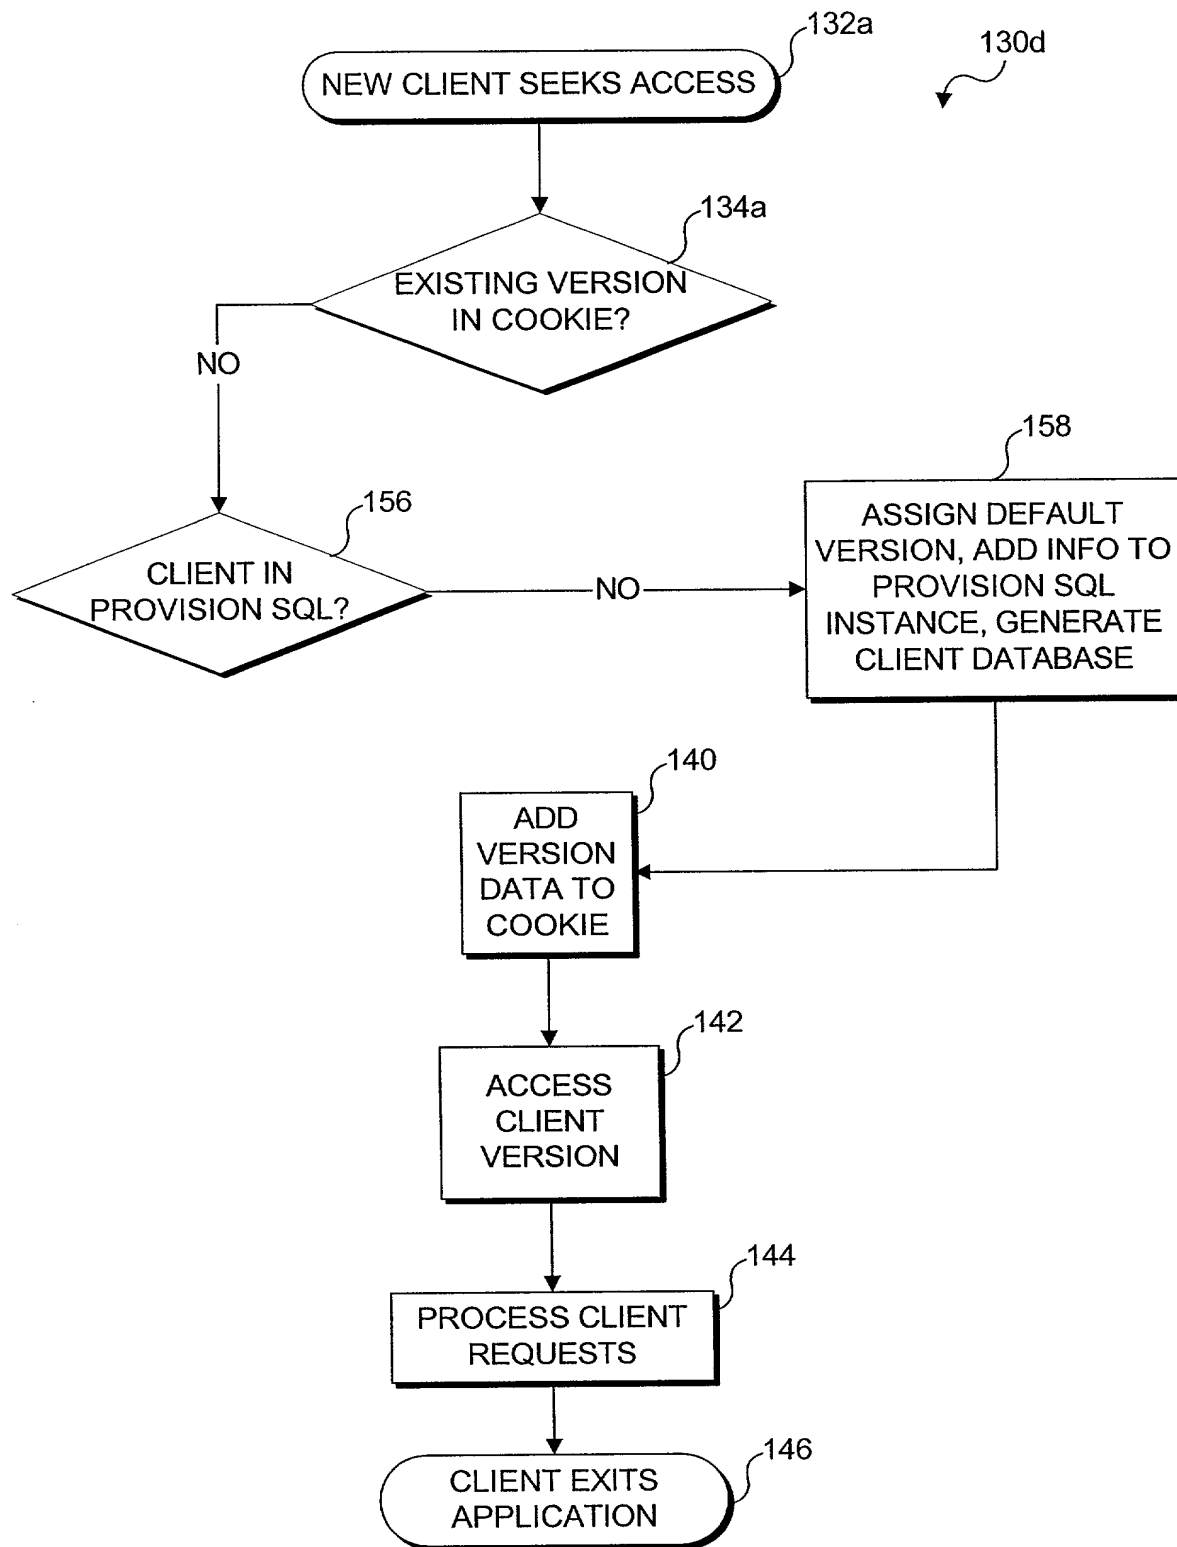 132a
130d
NEW CLIENT SEEKS ACCESS
134a
EXISTING VERSION
IN COOKIE?
NO
156
CLIENT IN
PROVISION SQL?
NO
158
ASSIGN DEFAULT
VERSION, ADD INFO TO
PROVISION SQL
INSTANCE, GENERATE
CLIENT DATABASE
140
ADD
VERSION
DATA TO
COOKIE
142
ACCESS
CLIENT
VERSION
144
PROCESS CLIENT
REQUESTS
146
CLIENT EXITS
APPLICATION